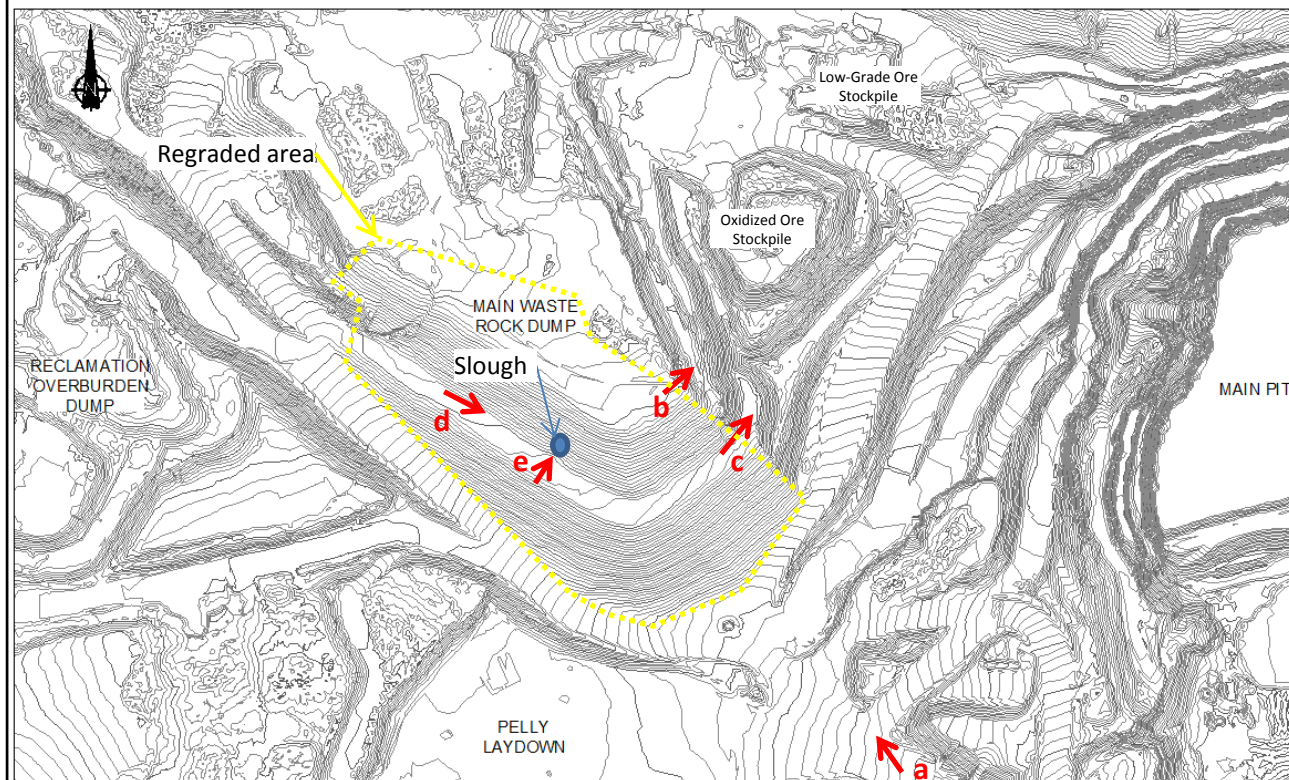 N
Low-Grade Ore
Stockpile
Regraded area
Oxidized Ore
Stockpile
MAIN WASTE
ROCK DUMP
Slough
RECLAMATION
OVERBURDEN
DUMP
MAIN PIT
b
d
c
e
PELLY
LAYDOWN
a